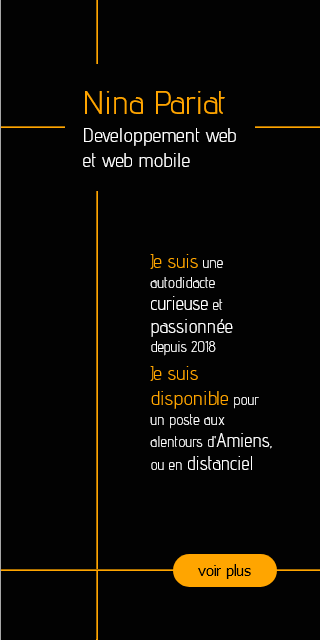 Nina Pariat
Developpement web
et web mobile
Je suis une
autodidacte
curieuse et
passionnée
depuis 2018
Je suis
disponible pour
un poste aux
alentours d'Amiens,
ou en distanciel
voir plus